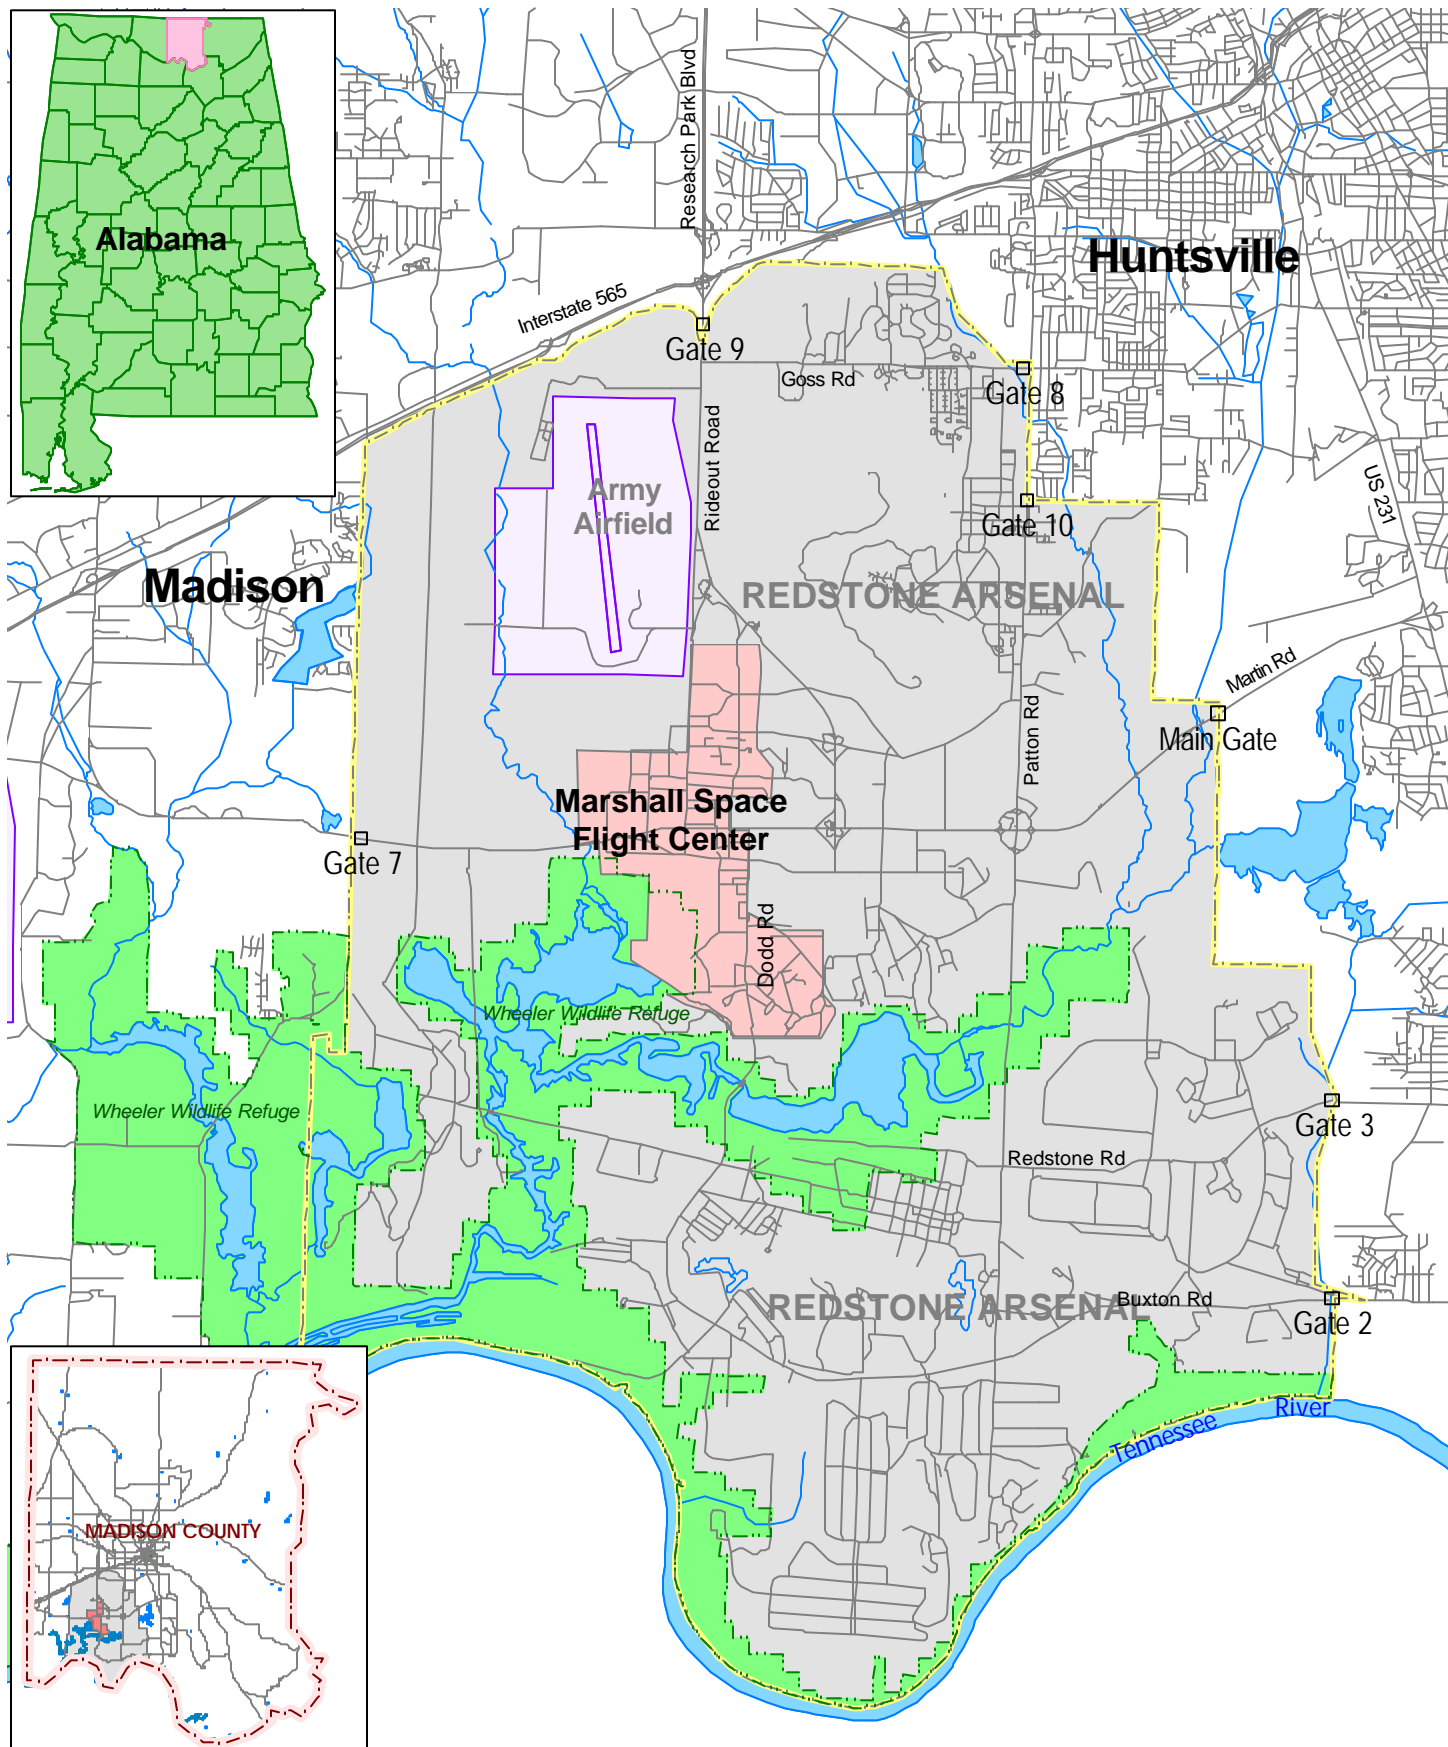 Alabama
Research Park Blvd
Huntsville
Interstate 565
Gate 9
Goss Rd
Gate 8
Rideout Road
US 231
Army
Airfield
Gate 10
Madison
REDSTONE ARSENAL
Martin Rd
Patton Rd
Main Gate
Marshall Space
Flight Center
Gate 7
Dodd Rd
Wheeler Wildlife Refuge
Wheeler Wildlife Refuge
Gate 3
Redstone Rd
REDSTONE ARSENAL
Buxton Rd
Gate 2
Tennessee River
MADISON COUNTY